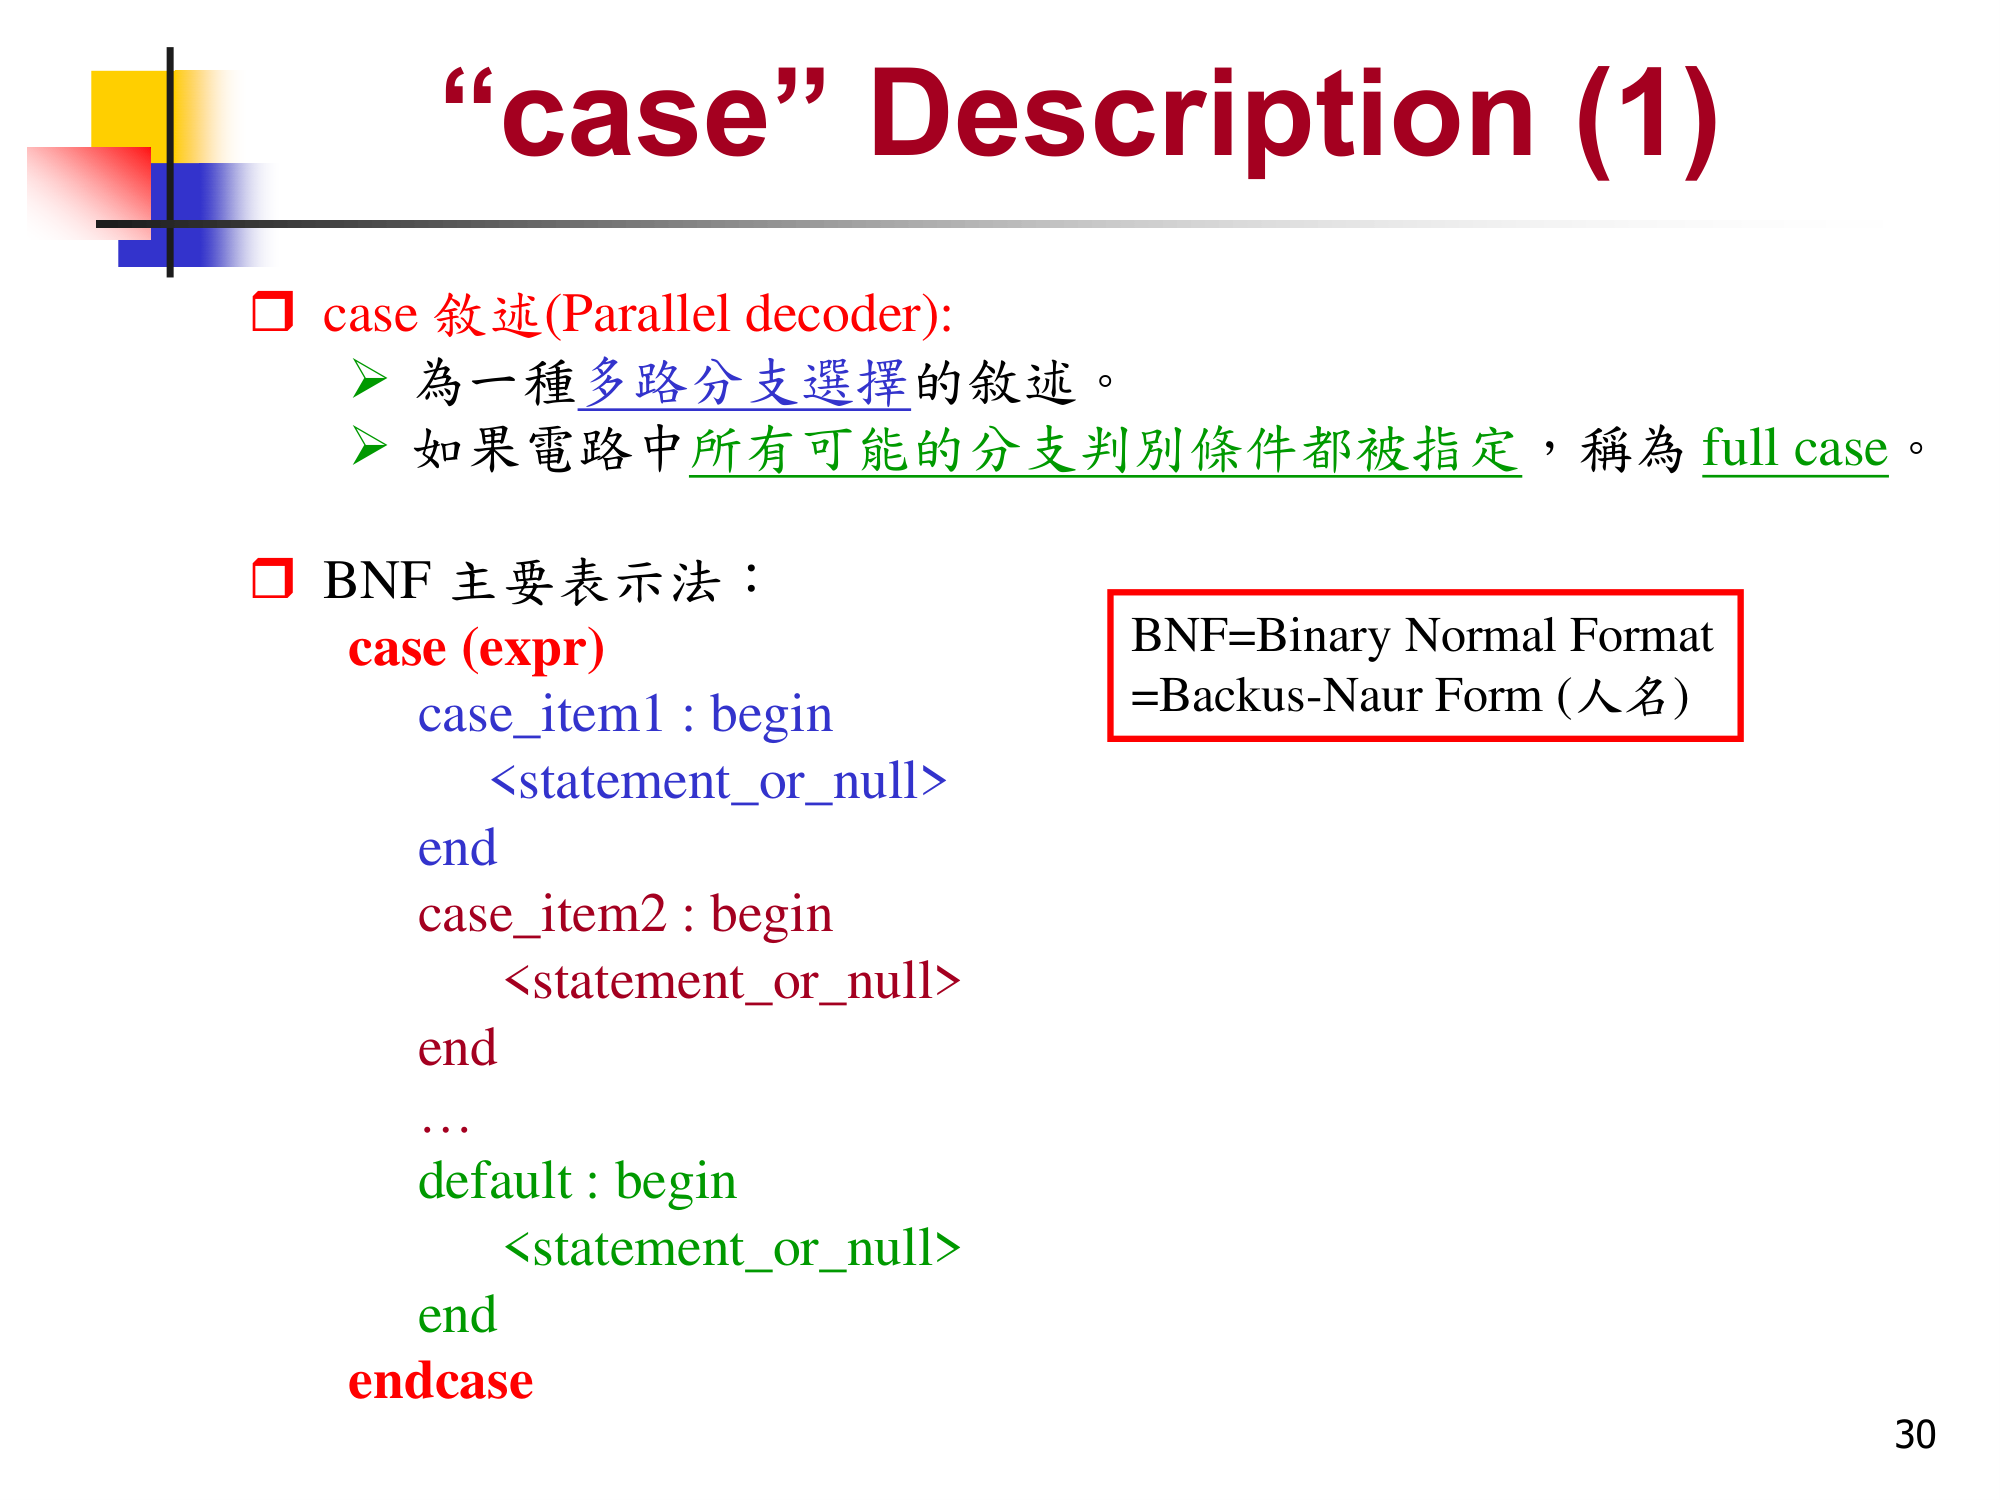 “case” Description (1)
case 敘述(Parallel decoder):
為一種多路分支選擇的敘述。
如果電路中所有可能的分支判別條件都被指定，稱為 full case。
BNF 主要表示法：
case (expr)
case_item1 : begin
<statement_or_null>
end
case_item2 : begin
<statement_or_null>
end
…
default : begin
<statement_or_null>
end
endcase
BNF=Binary Normal Format
=Backus-Naur Form (人名)
30